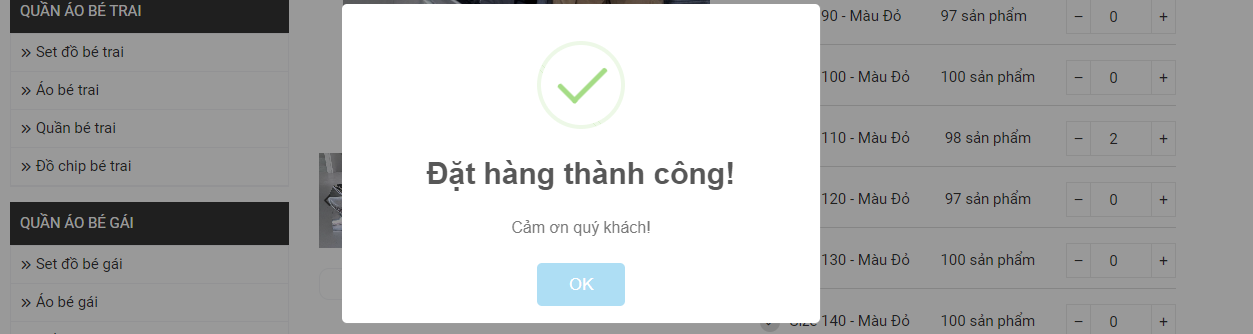 QUẦN ÁO BÉ TRAI
» Set đồ bé trai
» Áo bé trai
» Quần bé trai
» Đồ chip bé trai
QUẦN ÁO BÉ GÁI
» Set đồ bé gái
» Áo bé gái
Đặt hàng thành công!
Cảm ơn quý khách!
OK
90 - Màu Đỏ 97 sản phẩm − 0 +
100 - Màu Đỏ 100 sản phẩm − 0 +
110 - Màu Đỏ 98 sản phẩm − 2 +
120 - Màu Đỏ 97 sản phẩm − 0 +
130 - Màu Đỏ 100 sản phẩm − 0 +
Size 140 - Màu Đỏ 100 sản phẩm − 0 +